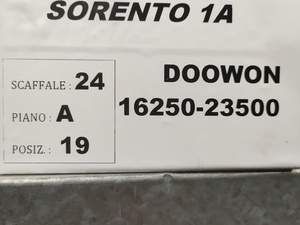 SORENTO 1A
SCAFFALE : 24
PIANO : A
POSIZ. : 19
DOOWON
16250-23500